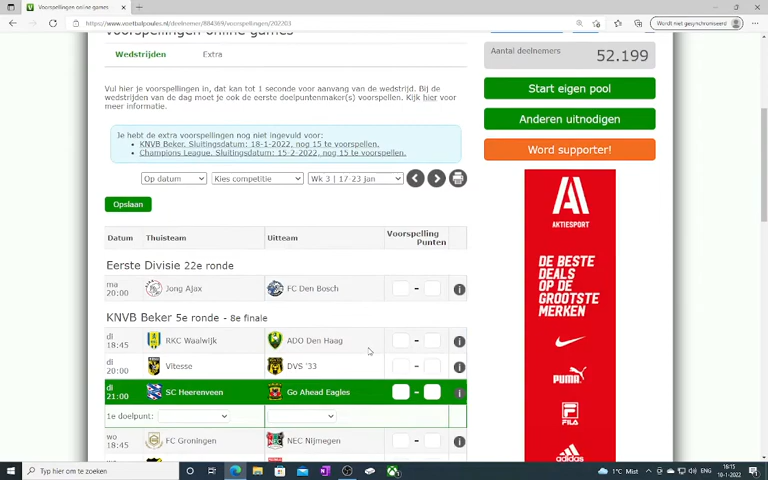 Voorspellingen online games
https://www.voetbalpoules.nl/deelnemer/884369/voorspellingen/202203
Wordt niet gesynchroniseerd
Voorspellingen online games
Wedstrijden Extra
Vul hier je voorspellingen in, dat kan tot 1 seconde voor aanvang van de wedstrijd. Bij de
wedstrijden van de dag moet je ook de eerste doelpuntenmaker(s) voorspellen. Kijk hier voor
meer informatie.
Je hebt de extra voorspellingen nog niet ingevuld voor:
KNVB Beker, Sluitingsdatum: 18-1-2022, nog 15 te voorspellen.
Champions League, Sluitingsdatum: 15-2-2022, nog 15 te voorspellen.
Op datum Kies competitie Wk 3 | 17-23 jan
Opslaan
Datum Thuisteam Uitteam Voorspelling
Punten
Eerste Divisie 22e ronde
ma
20:00 Jong Ajax FC Den Bosch - i
KNVB Beker 5e ronde - 8e finale
di
18:45 RKC Waalwijk ADO Den Haag - i
di
20:00 Vitesse DVS '33 - i
di
21:00 SC Heerenveen Go Ahead Eagles - i
1e doelpunt:
wo
18:45 FC Groningen NEC Nijmegen - i
Aantal deelnemers 52.199
Start eigen pool
Anderen uitnodigen
Word supporter!
AKTIESPORT
DE BESTE
DEALS
OP DE
GROOTSTE
MERKEN
PUMA
FILA
adidas
Typ hier om te zoeken
1°C Mist
ENG
16:15
18-1-2022